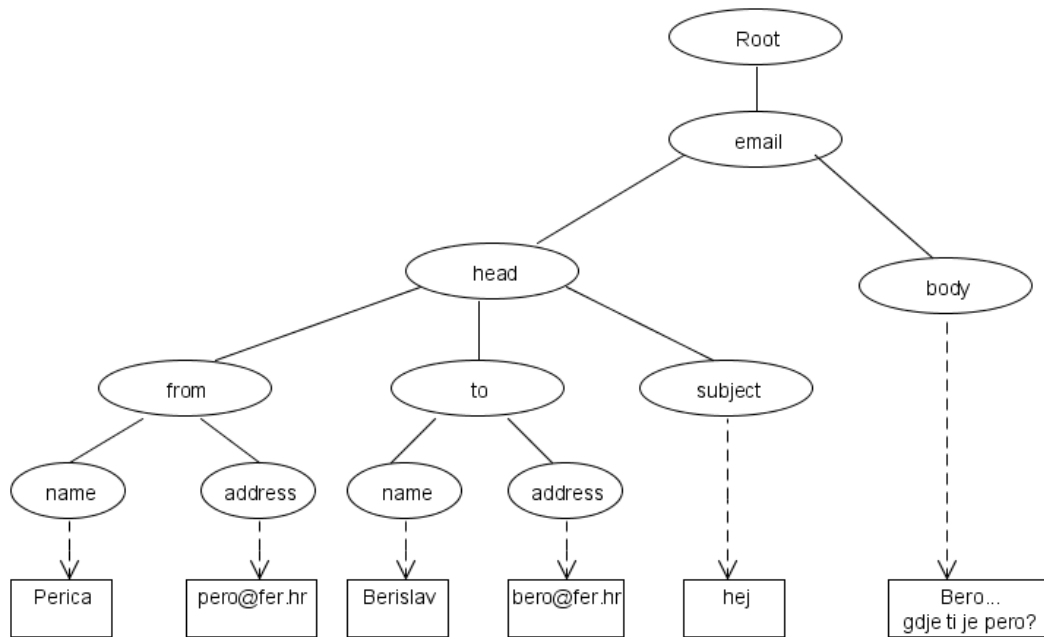 Root
email
head
body
from
to
subject
name
address
name
address
Perica
pero@fer.hr
Berislav
bero@fer.hr
hej
Bero...
gdje ti je pero?